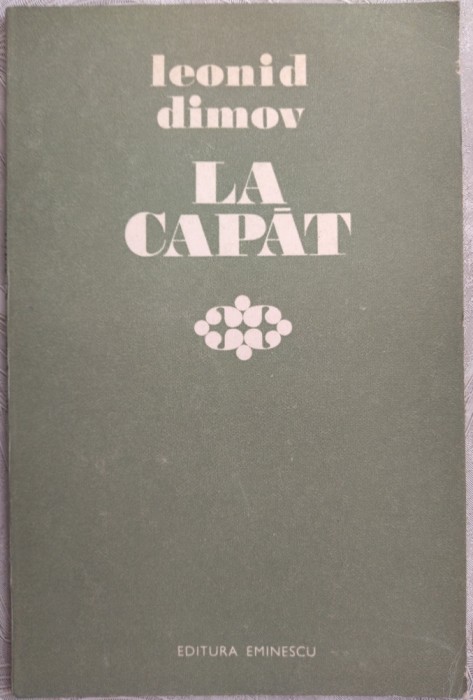 leonid
dimov
LA
CAPĂT
EDITURA EMINESCU